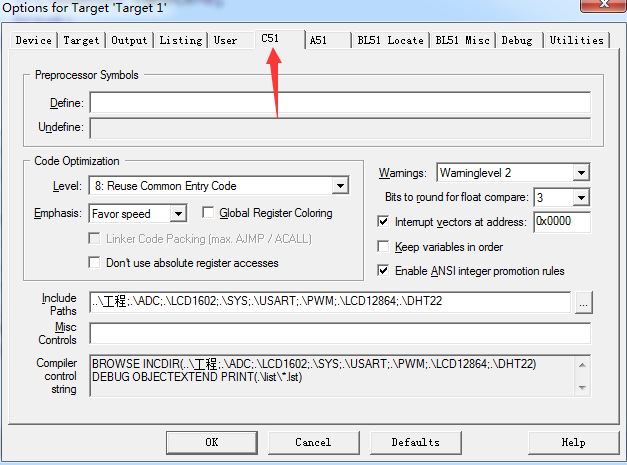 Options for Target 'Target 1'
Device Target Output Listing User C51 A51 BL51 Locate BL51 Misc Debug Utilities
Preprocessor Symbols
Define:
Undefine:
Code Optimization
Level: 8: Reuse Common Entry Code
Emphasis: Favor speed Global Register Coloring
Linker Code Packing (max. AJMP / ACALL)
Don't use absolute register accesses
Warnings: Warninglevel 2
Bits to round for float compare: 3
Interrupt vectors at address: 0x0000
Keep variables in order
Enable ANSI integer promotion rules
Include Paths ..\工程;.\ADC;.\LCD1602;.\SYS;.\USART;.\PWM;.\LCD12864;.\DHT22 ...
Misc Controls
Compiler control string BROWSE INCDIR(..\工程;.\ADC;.\LCD1602;.\SYS;.\USART;.\PWM;.\LCD12864;.\DHT22)
DEBUG OBJECTEXTEND PRINT(.\list\*.lst)
OK Cancel Defaults Help